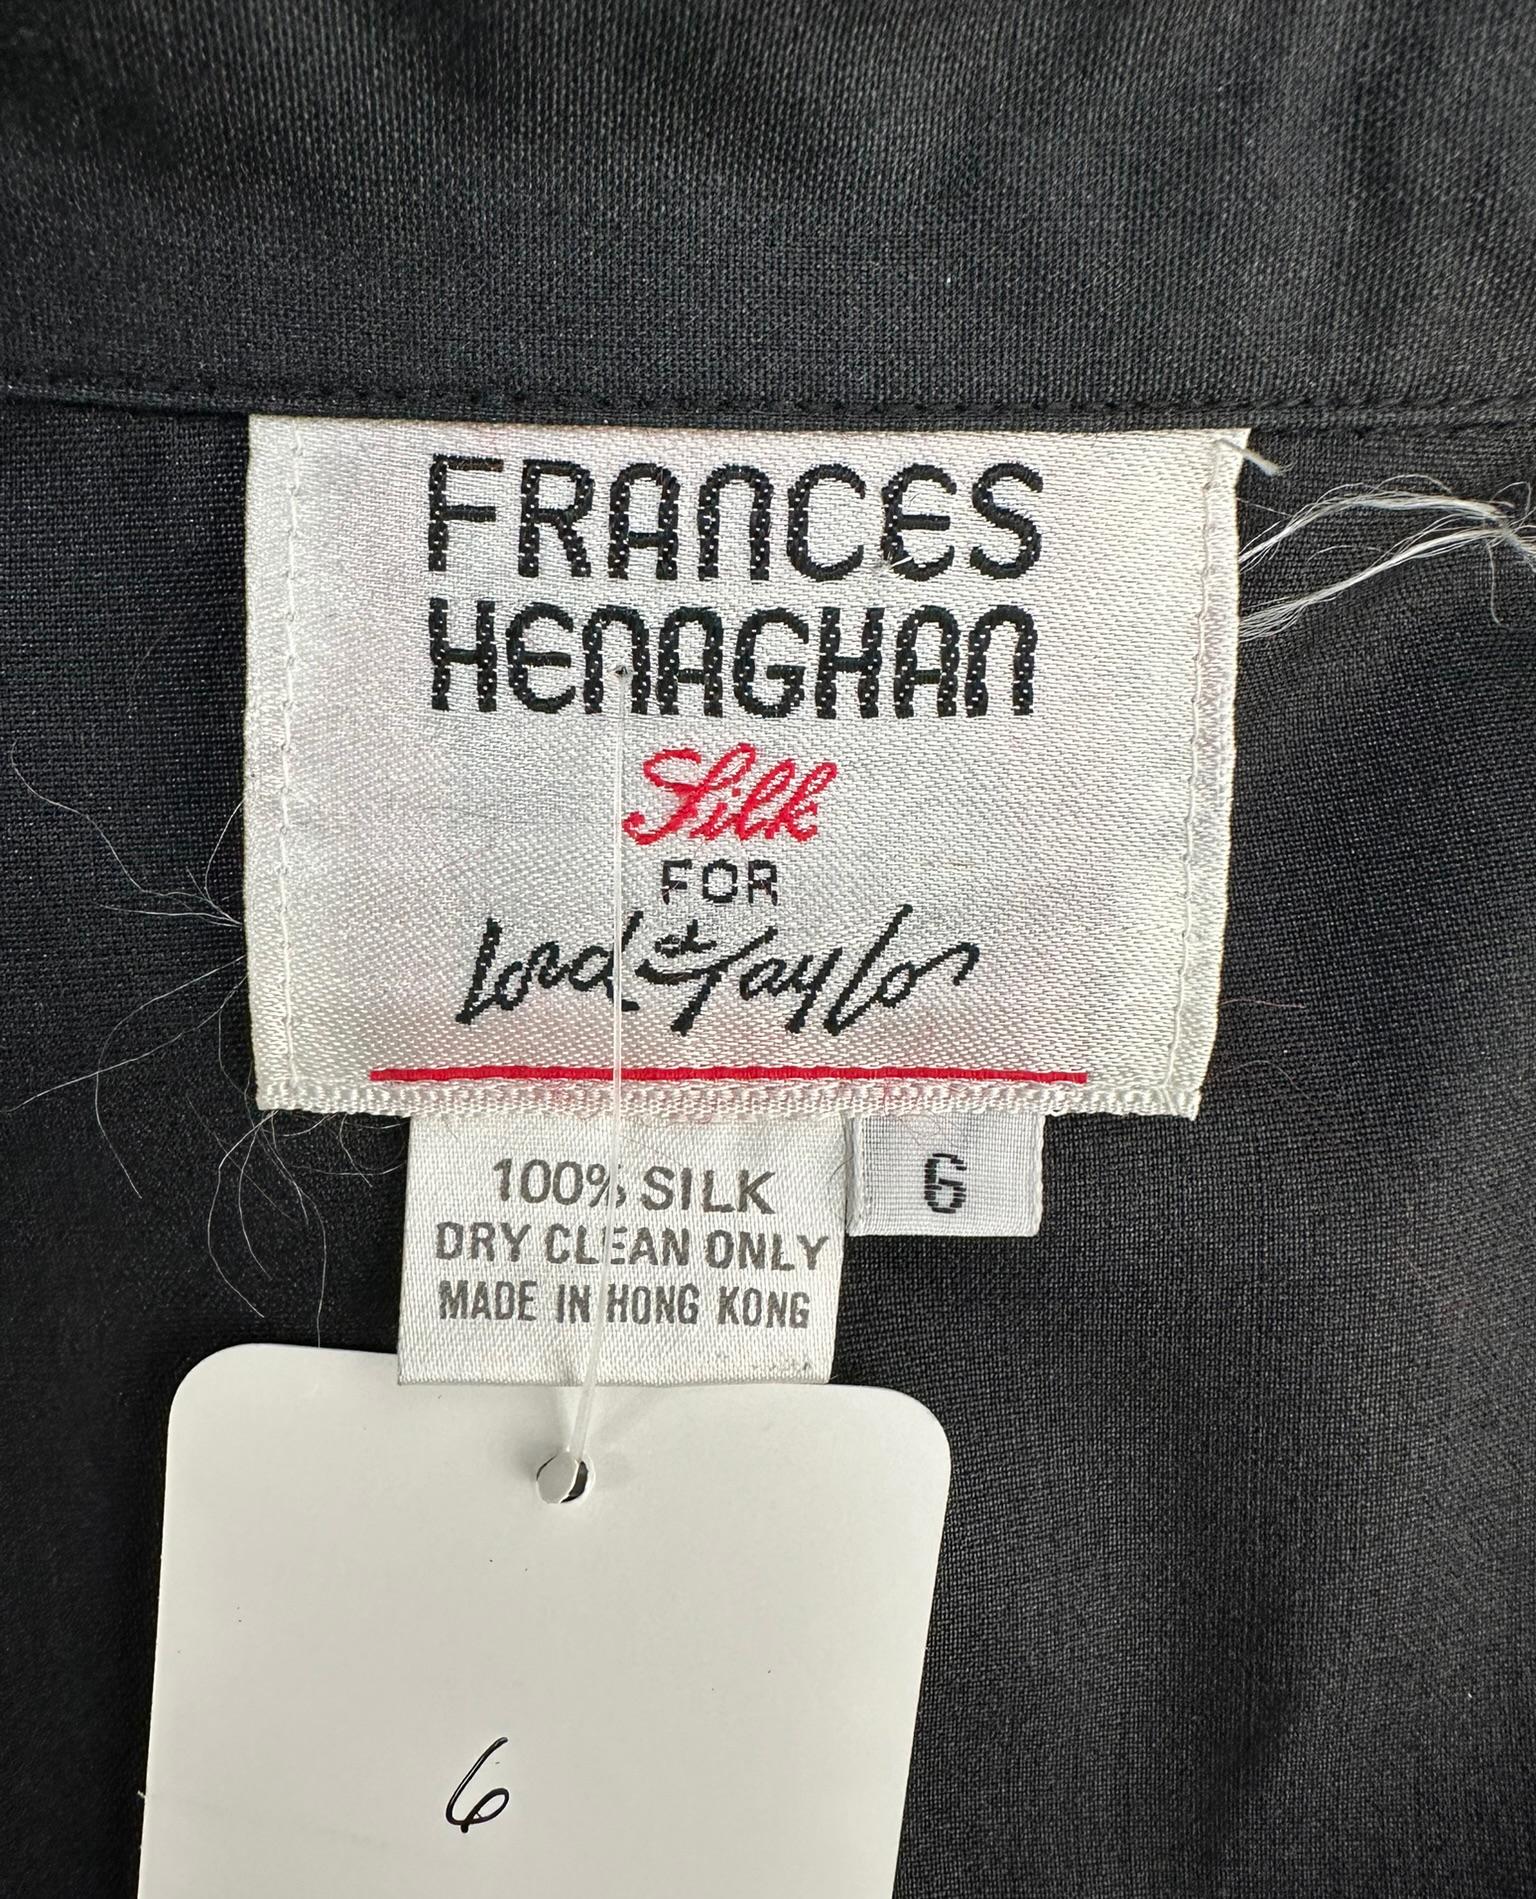 FRANCES
HENAGHAN
Silk
FOR
Lord & Taylor
100% SILK
DRY CLEAN ONLY
MADE IN HONG KONG
6
6